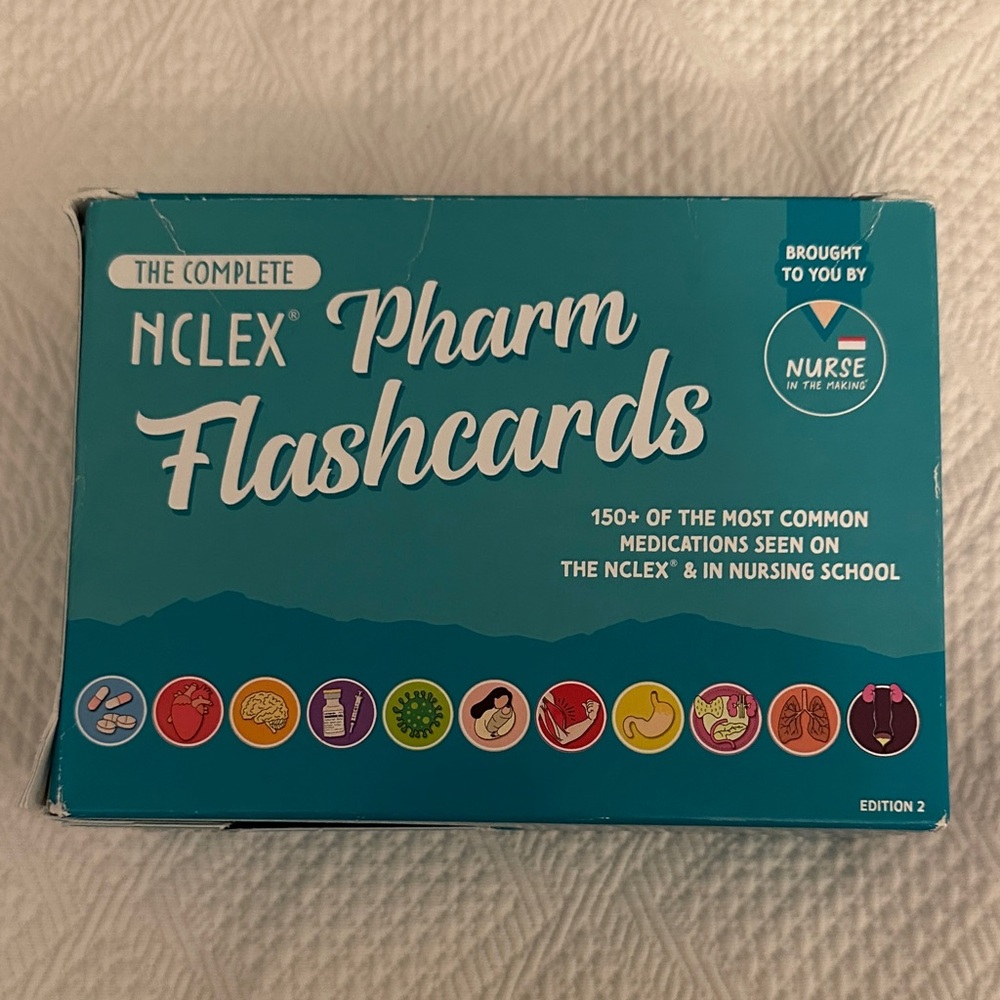 THE COMPLETE
NCLEX® Pharm
Flashcards
BROUGHT
TO YOU BY
NURSE
IN THE MAKING
150+ OF THE MOST COMMON
MEDICATIONS SEEN ON
THE NCLEX® & IN NURSING SCHOOL
EDITION 2